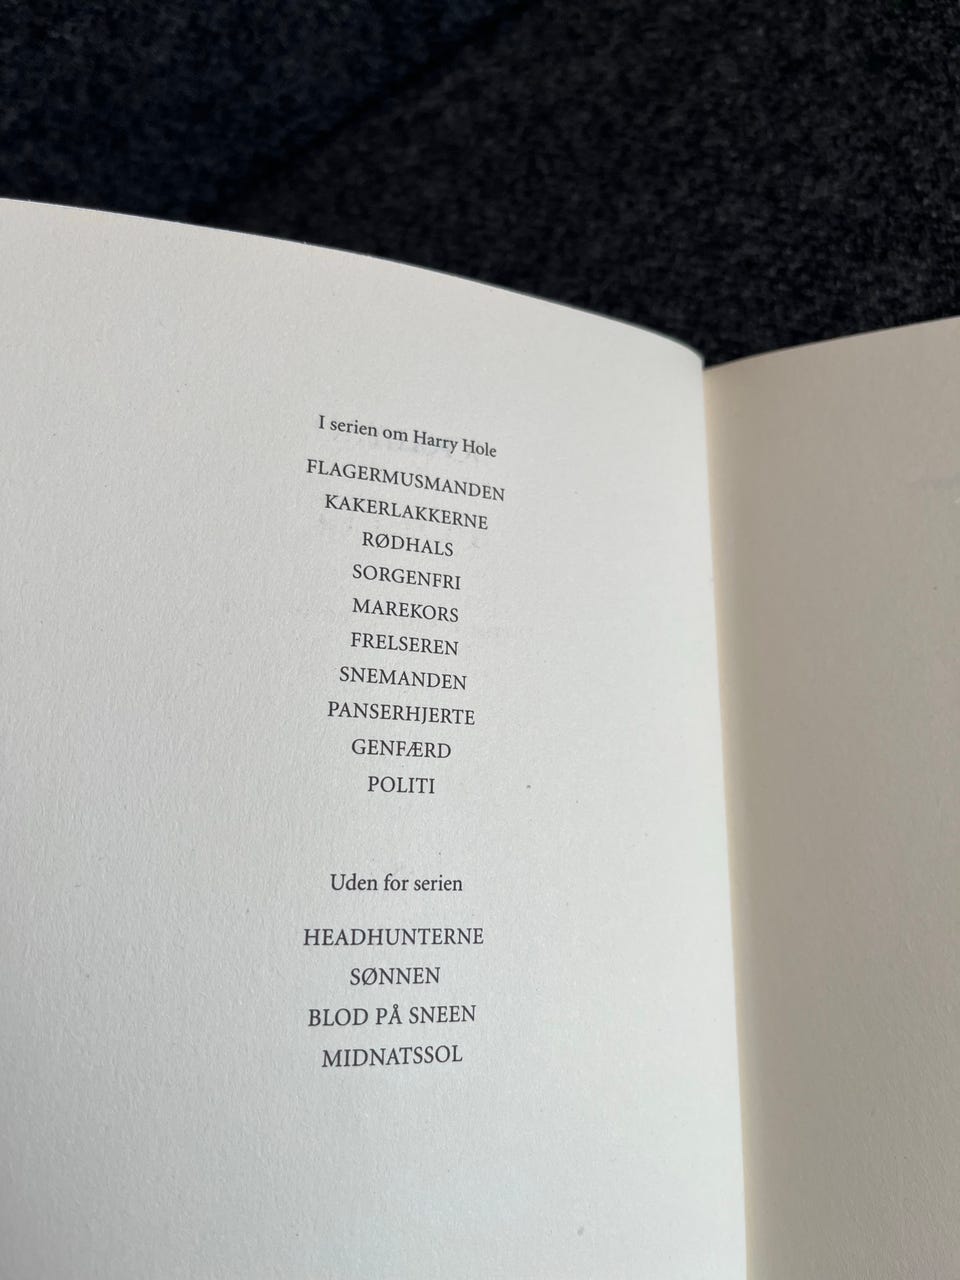 I serien om Harry Hole
FLAGERMUSMANDEN
KAKERLAKKERNE
RØDHALS
SORGENFRI
MAREKORS
FRELSEREN
SNEMANDEN
PANSERHJERTE
GENFÆRD
POLITI
Uden for serien
HEADHUNTERNE
SØNNEN
BLOD PÅ SNEEN
MIDNATSSOL